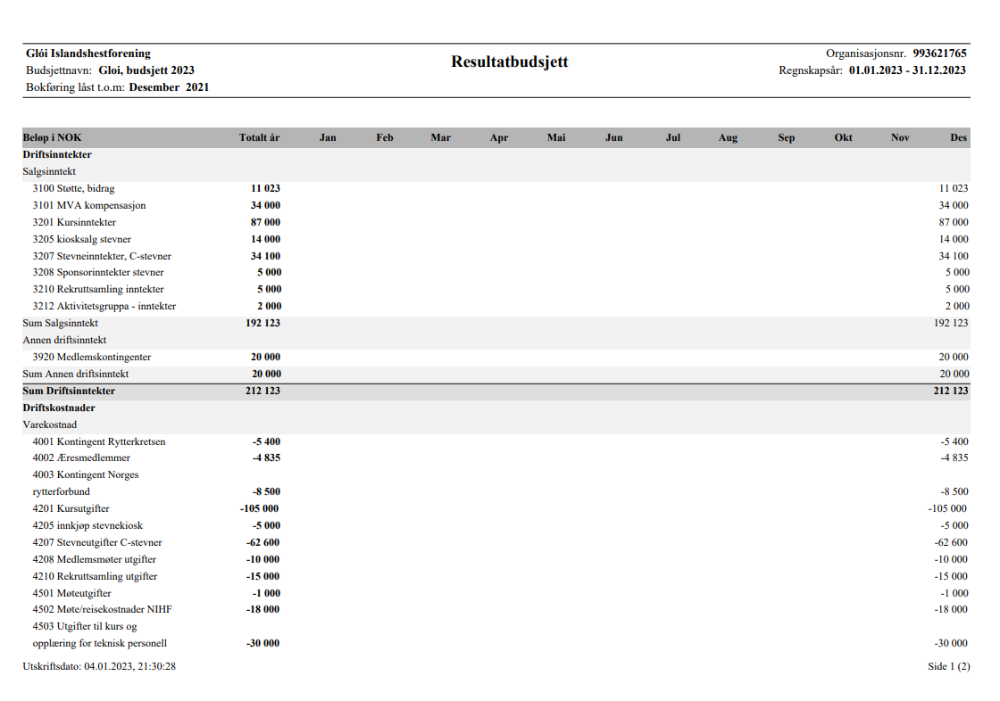 Glói Islandshestforening
Budsjettnavn: Gloi, budsjett 2023
Bokføring låst t.o.m: Desember 2021
Resultatbudsjett
Organisasjonsnr. 993621765
Regnskapsår: 01.01.2023 - 31.12.2023
Beløp i NOK Totalt år Jan Feb Mar Apr Mai Jun Jul Aug Sep Okt Nov Des
Driftsinntekter
Salgsinntekt
3100 Støtte, bidrag 11 023 11 023
3101 MVA kompensasjon 34 000 34 000
3201 Kursinntekter 87 000 87 000
3205 kiosksalg stevner 14 000 14 000
3207 Stevneinntekter, C-stevner 34 100 34 100
3208 Sponsorinntekter stevner 5 000 5 000
3210 Rekruttsamling inntekter 5 000 5 000
3212 Aktivitetsgruppa - inntekter 2 000 2 000
Sum Salgsinntekt 192 123 192 123
Annen driftsinntekt
3920 Medlemskontingenter 20 000 20 000
Sum Annen driftsinntekt 20 000 20 000
Sum Driftsinntekter 212 123 212 123
Driftskostnader
Varekostnad
4001 Kontingent Rytterkretsen -5 400 -5 400
4002 Æresmedlemmer -4 835 -4 835
4003 Kontingent Norges
rytterforbund -8 500 -8 500
4201 Kursutgifter -105 000 -105 000
4205 innkjøp stevnekiosk -5 000 -5 000
4207 Stevneutgifter C-stevner -62 600 -62 600
4208 Medlemsmøter utgifter -10 000 -10 000
4210 Rekruttsamling utgifter -15 000 -15 000
4501 Møteutgifter -1 000 -1 000
4502 Møte/reisekostnader NIHF -18 000 -18 000
4503 Utgifter til kurs og
opplæring for teknisk personell -30 000 -30 000
Utskriftsdato: 04.01.2023, 21:30:28 Side 1 (2)